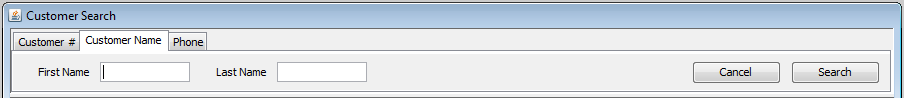 Customer Search
Customer # Customer Name Phone
First Name Last Name Cancel Search